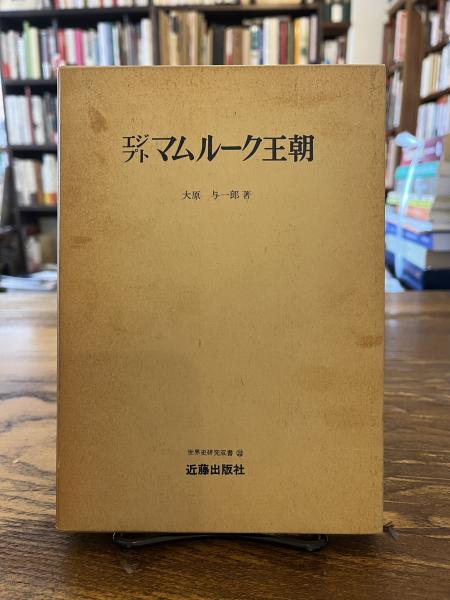 エジプト マムルーク王朝
大原 与一郎 著
世界史研究双書 ㉒
近藤出版社